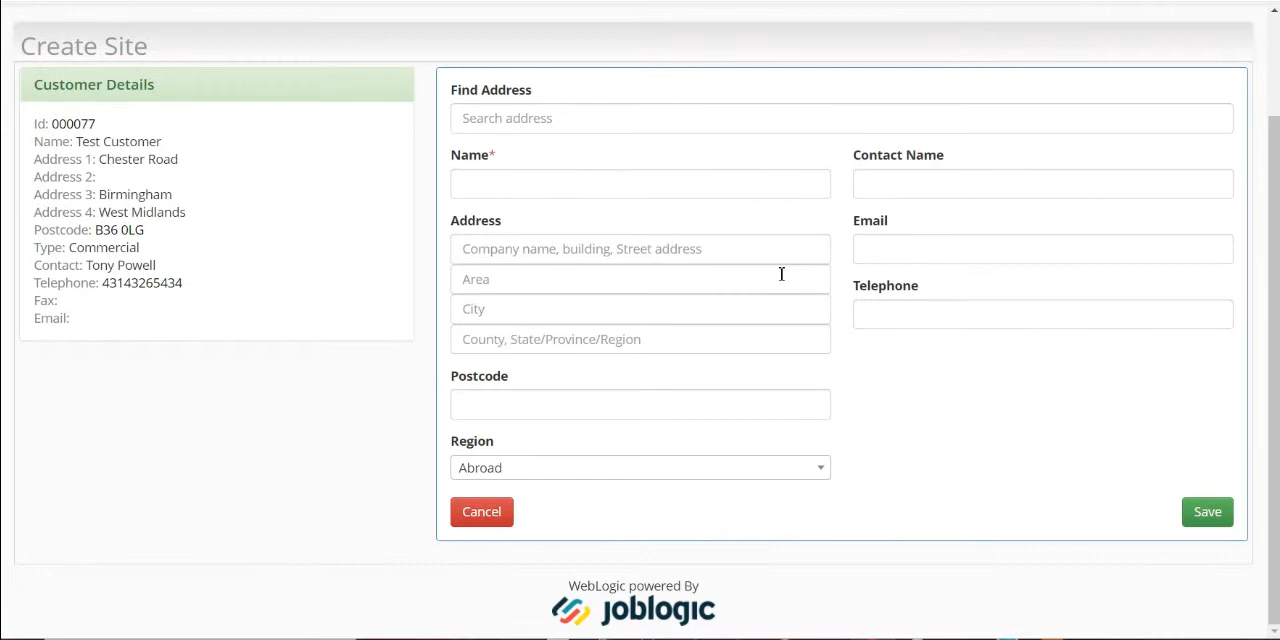 Create Site
Customer Details
Id: 000077
Name: Test Customer
Address 1: Chester Road
Address 2:
Address 3: Birmingham
Address 4: West Midlands
Postcode: B36 0LG
Type: Commercial
Contact: Tony Powell
Telephone: 43143265434
Fax:
Email:
Find Address
Search address
Name*
Contact Name
Address
Company name, building, Street address
Area
City
County, State/Province/Region
Email
Telephone
Postcode
Region
Abroad
Cancel
Save
WebLogic powered By
joblogic